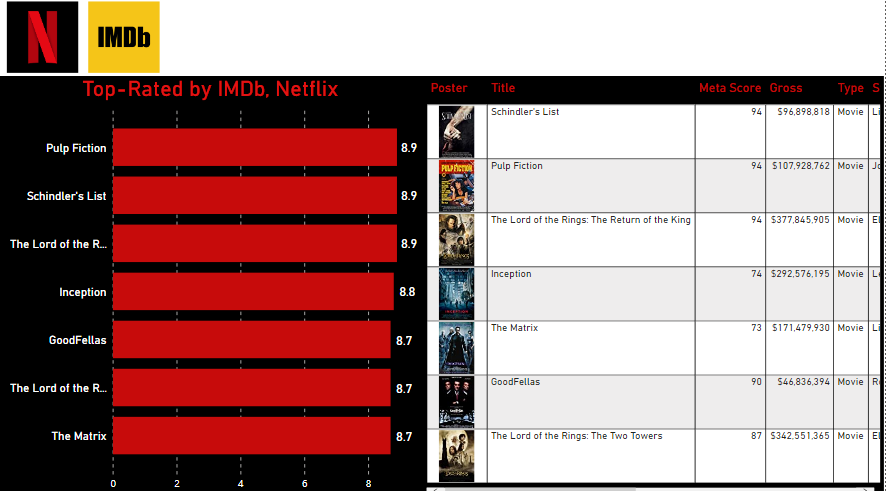 N IMDb
Top-Rated by IMDb, Netflix
Pulp Fiction 8.9
Schindler's List 8.9
The Lord of the R... 8.9
Inception 8.8
GoodFellas 8.7
The Lord of the R... 8.7
The Matrix 8.7
0 2 4 6 8
Poster Title Meta Score Gross Type S
Schindler's List 94 $96,898,818 Movie Li
PULP FICTION Pulp Fiction 94 $107,928,762 Movie Jo
The Lord of the Rings: The Return of the King 94 $377,845,905 Movie El
INCEPTION Inception 74 $292,576,195 Movie Le
The Matrix 73 $171,479,930 Movie Li
GoodFellas 90 $46,836,394 Movie Ro
The Lord of the Rings: The Two Towers 87 $342,551,365 Movie El